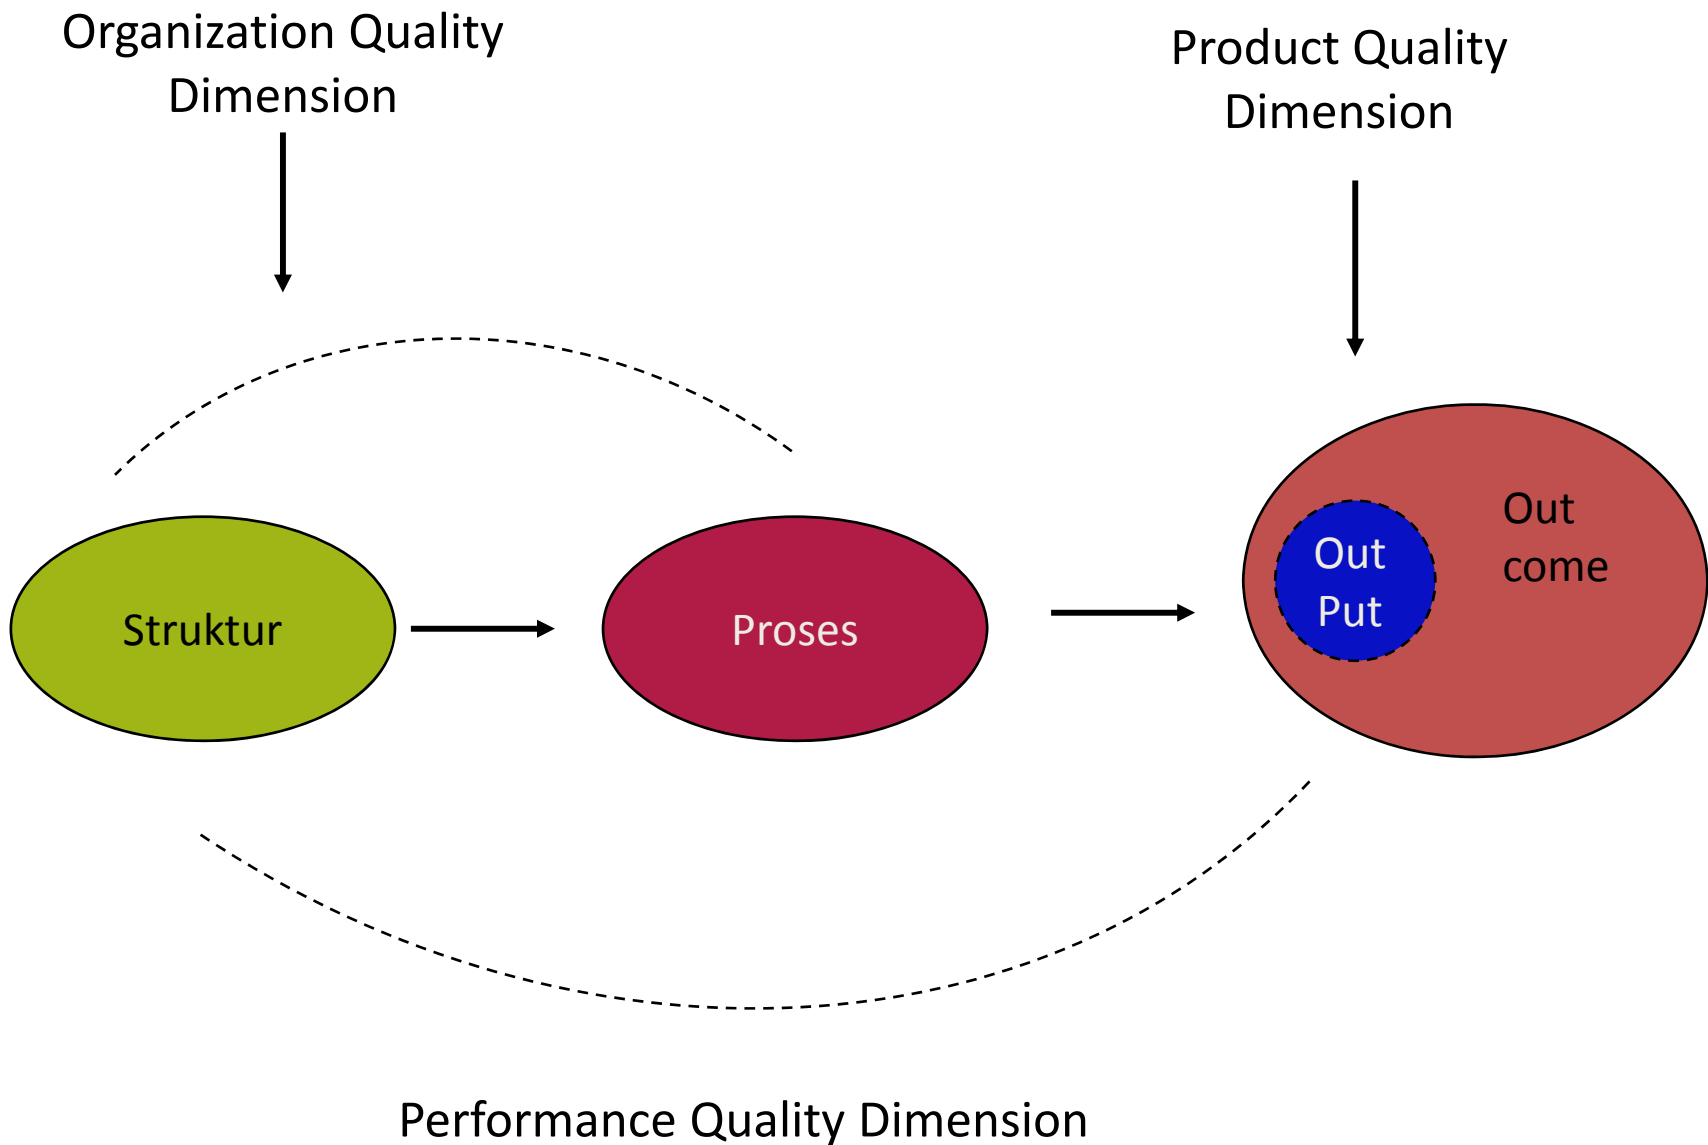 Organization Quality
Dimension
Product Quality
Dimension
Struktur
Proses
Out
Put
Out
come
Performance Quality Dimension